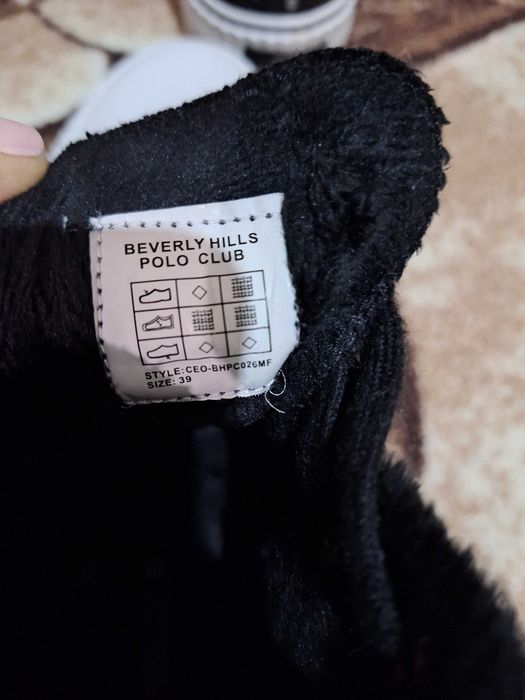 BEVERLY HILLS
POLO CLUB
STYLE:CEO-BHPC026MF
SIZE: 39